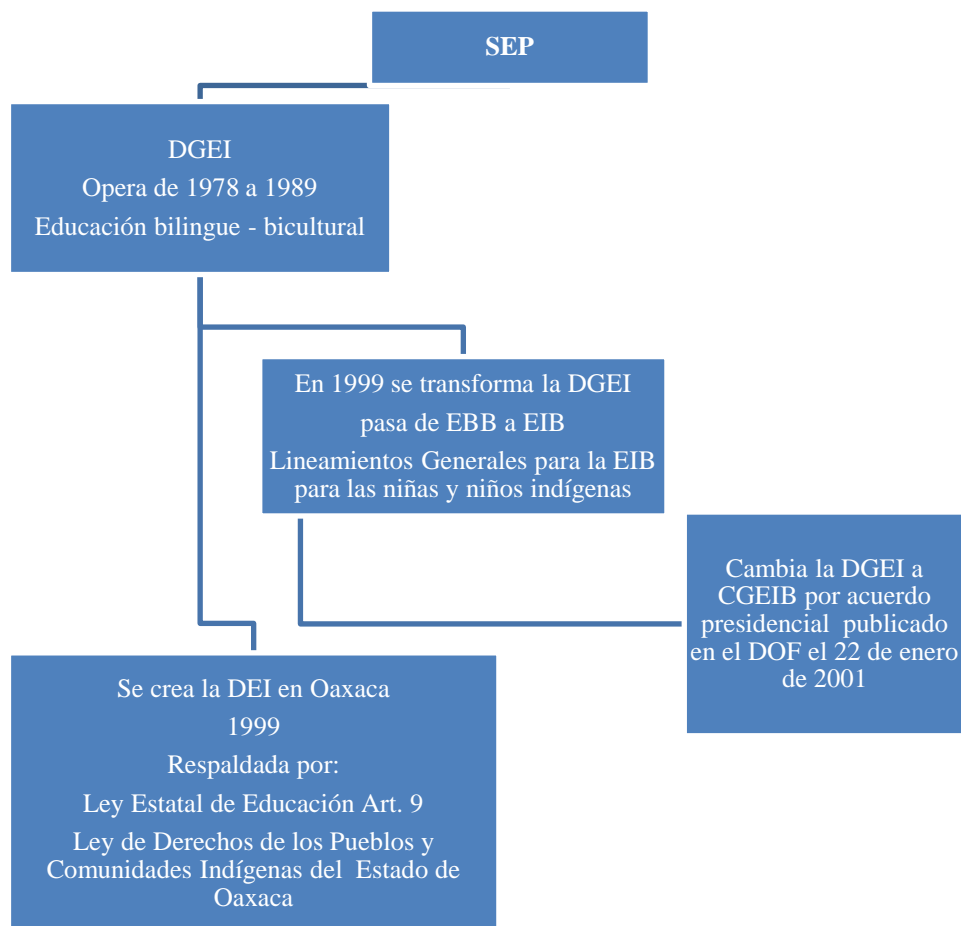 SEP
DGEI
Opera de 1978 a 1989
Educación bilingue - bicultural
En 1999 se transforma la DGEI
pasa de EBB a EIB
Lineamientos Generales para la EIB
para las niñas y niños indígenas
Cambia la DGEI a
CGEIB por acuerdo
presidencial publicado
en el DOF el 22 de enero
de 2001
Se crea la DEI en Oaxaca
1999
Respaldada por:
Ley Estatal de Educación Art. 9
Ley de Derechos de los Pueblos y
Comunidades Indígenas del Estado de
Oaxaca